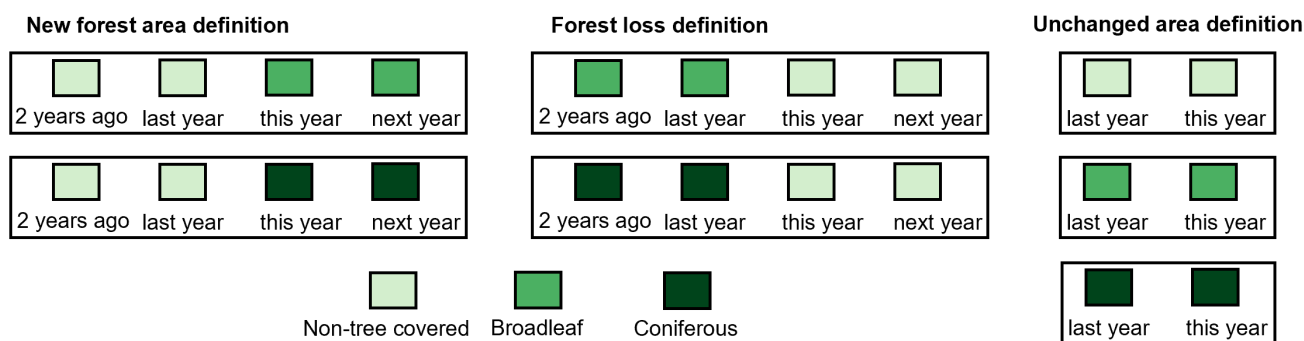 New forest area definition
Forest loss definition
Unchanged area definition
2 years ago last year this year next year
2 years ago last year this year next year
last year this year
2 years ago last year this year next year
2 years ago last year this year next year
last year this year
Non-tree covered Broadleaf Coniferous
last year this year